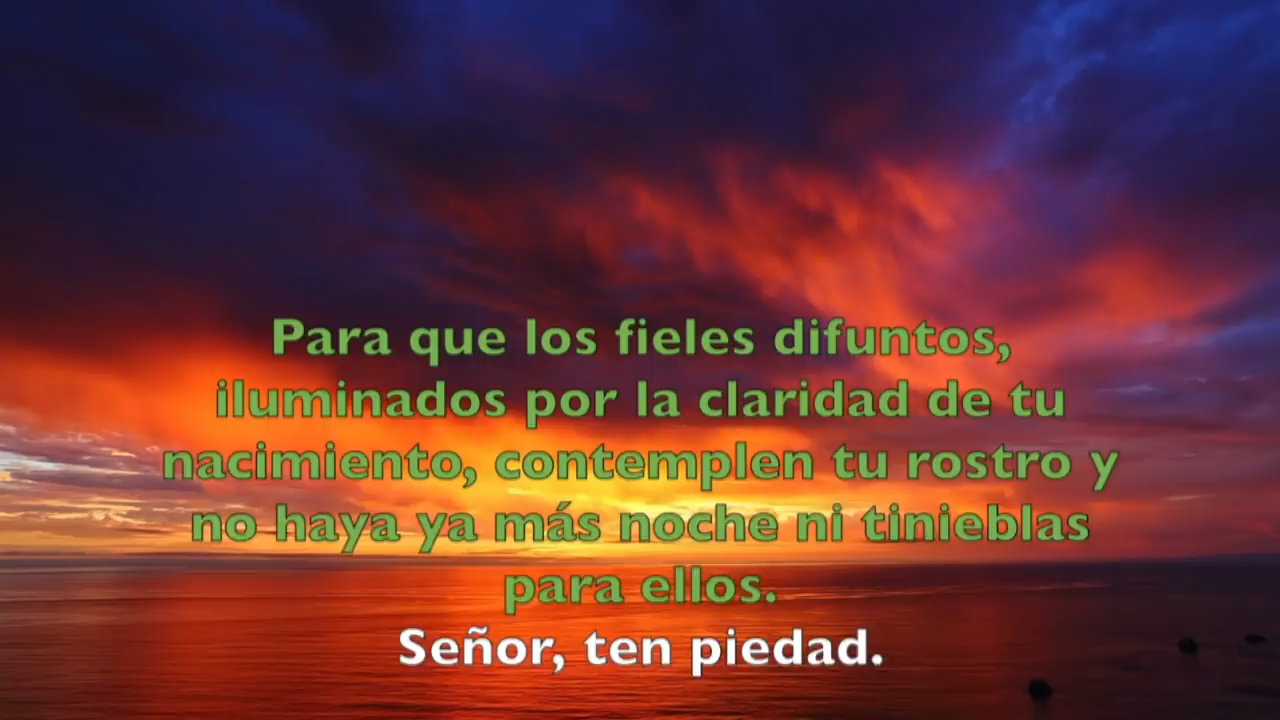 Para que los fieles difuntos,
iluminados por la claridad de tu
nacimiento, contemplen tu rostro y
no haya ya más noche ni tinieblas
para ellos.
Señor, ten piedad.